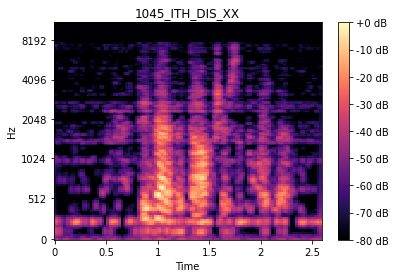 1045_ITH_DIS_XX
+0 dB
8192
-10 dB
4096
-20 dB
-30 dB
Hz
2048
-40 dB
1024
-50 dB
-60 dB
512
-70 dB
0
-80 dB
0
0.5
1
1.5
2
2.5
Time